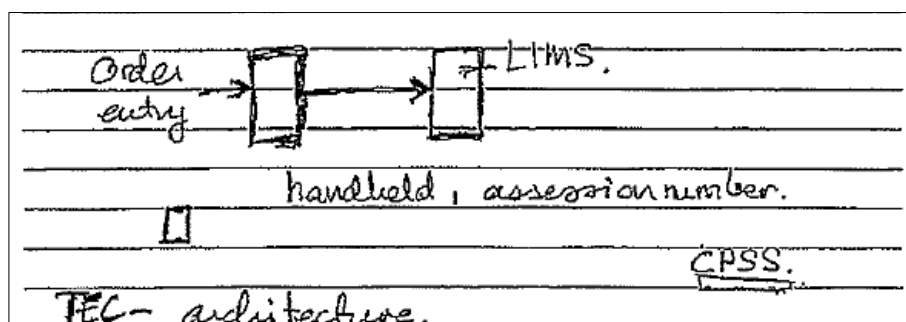 Order
entry
LIMS.
handheld, assession number.
CPSS.
TEC- architecture.